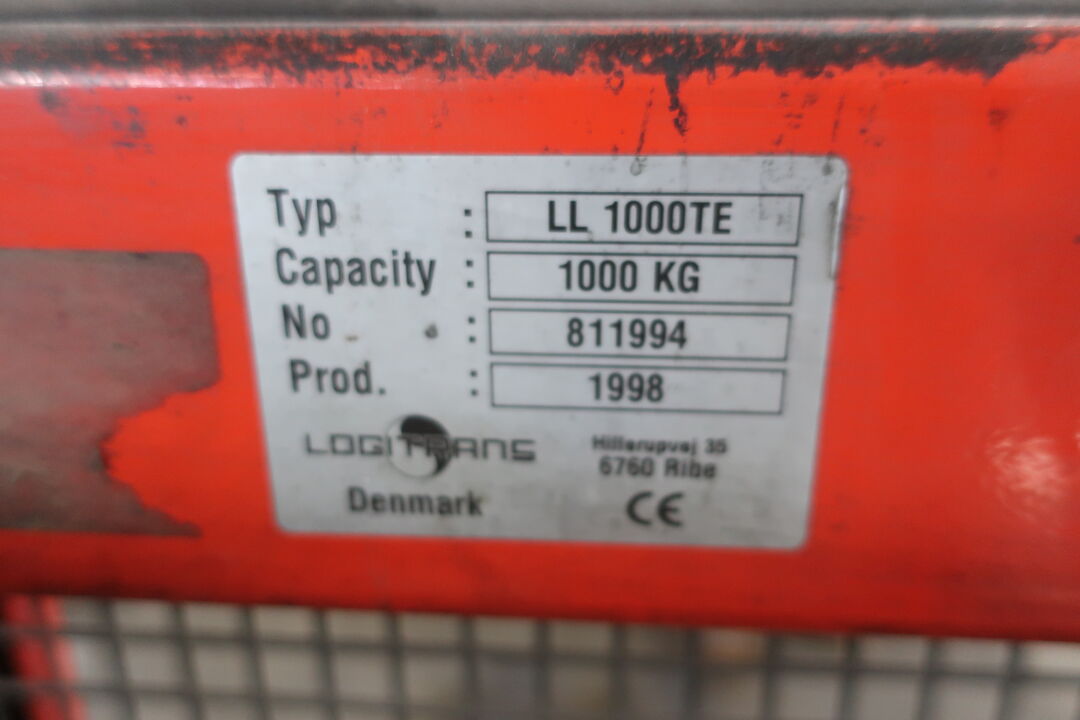 Typ : LL 1000TE
Capacity : 1000 KG
No : 811994
Prod. : 1998
LOGITRANS
Denmark
Hillerupvej 35
6760 Ribe
CE